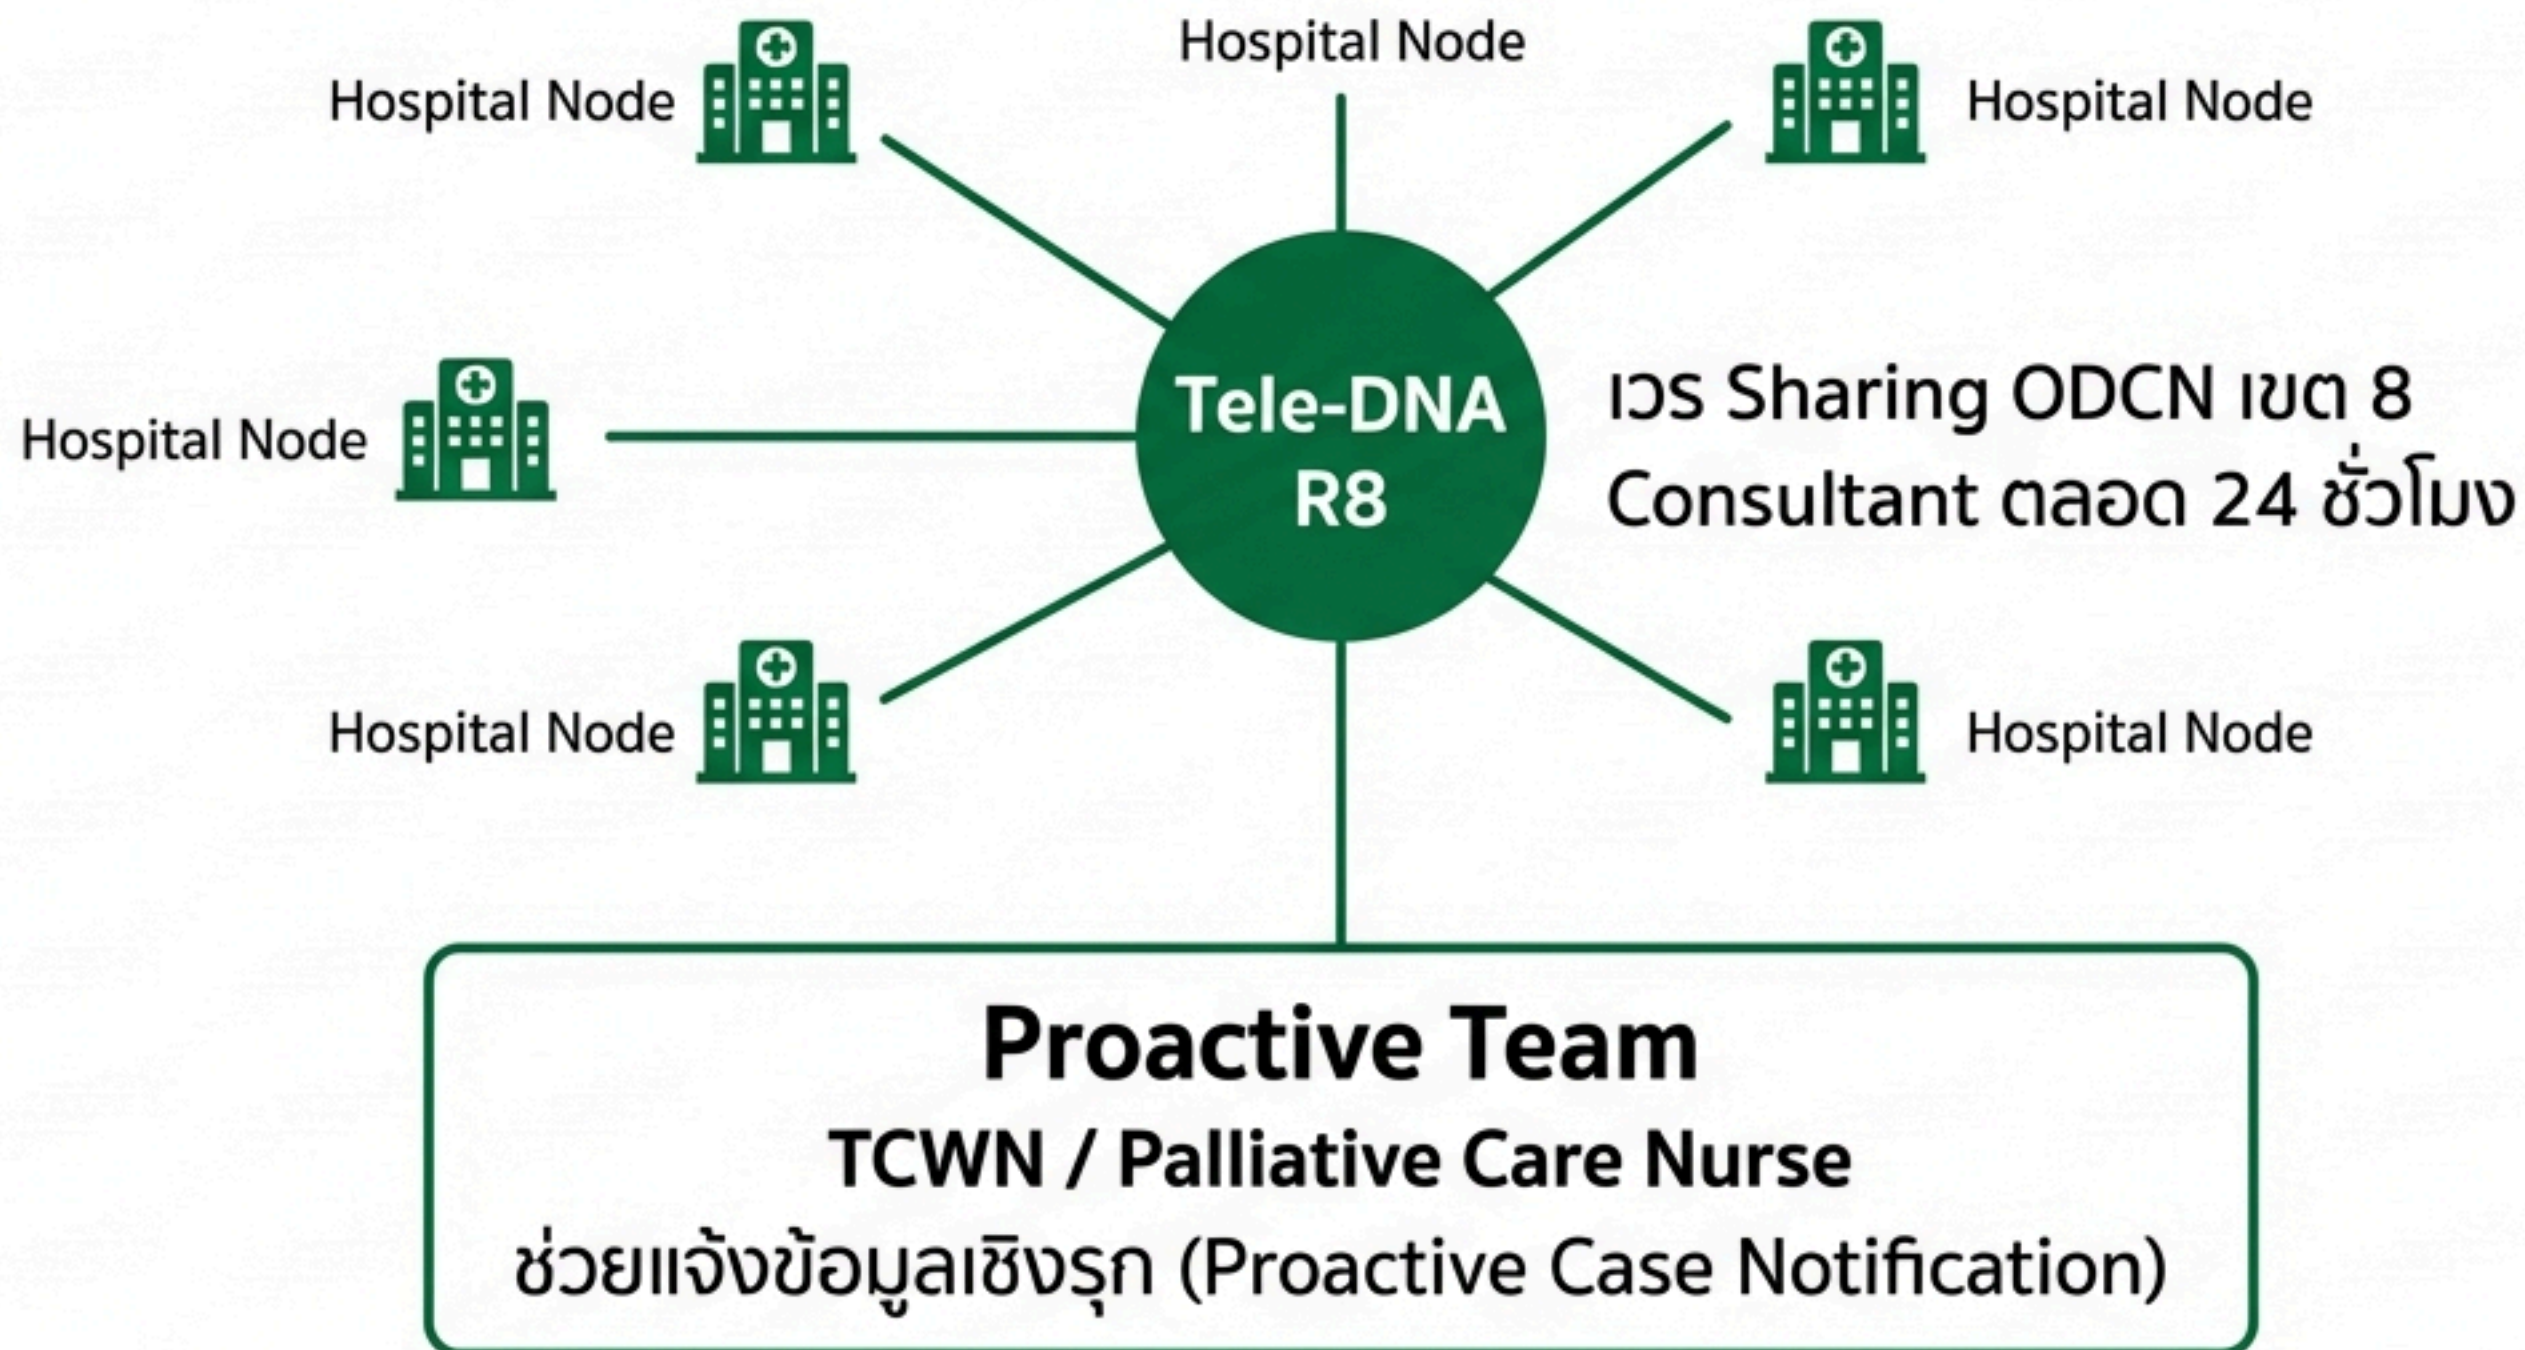 Hospital Node
Hospital Node
Hospital Node
Hospital Node
Tele-DNA
R8
เวร Sharing ODCN เขต 8
Consultant ตลอด 24 ชั่วโมง
Hospital Node
Hospital Node
Proactive Team
TCWN / Palliative Care Nurse
ช่วยแจ้งข้อมูลเชิงรุก (Proactive Case Notification)